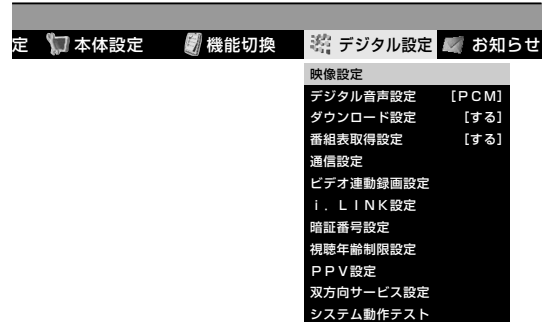 定 本体設定 機能切換 デジタル設定 お知らせ
映像設定
デジタル音声設定 [PCM]
ダウンロード設定 [する]
番組表取得設定 [する]
通信設定
ビデオ連動録画設定
i．LINK設定
暗証番号設定
視聴年齢制限設定
PPV設定
双方向サービス設定
システム動作テスト